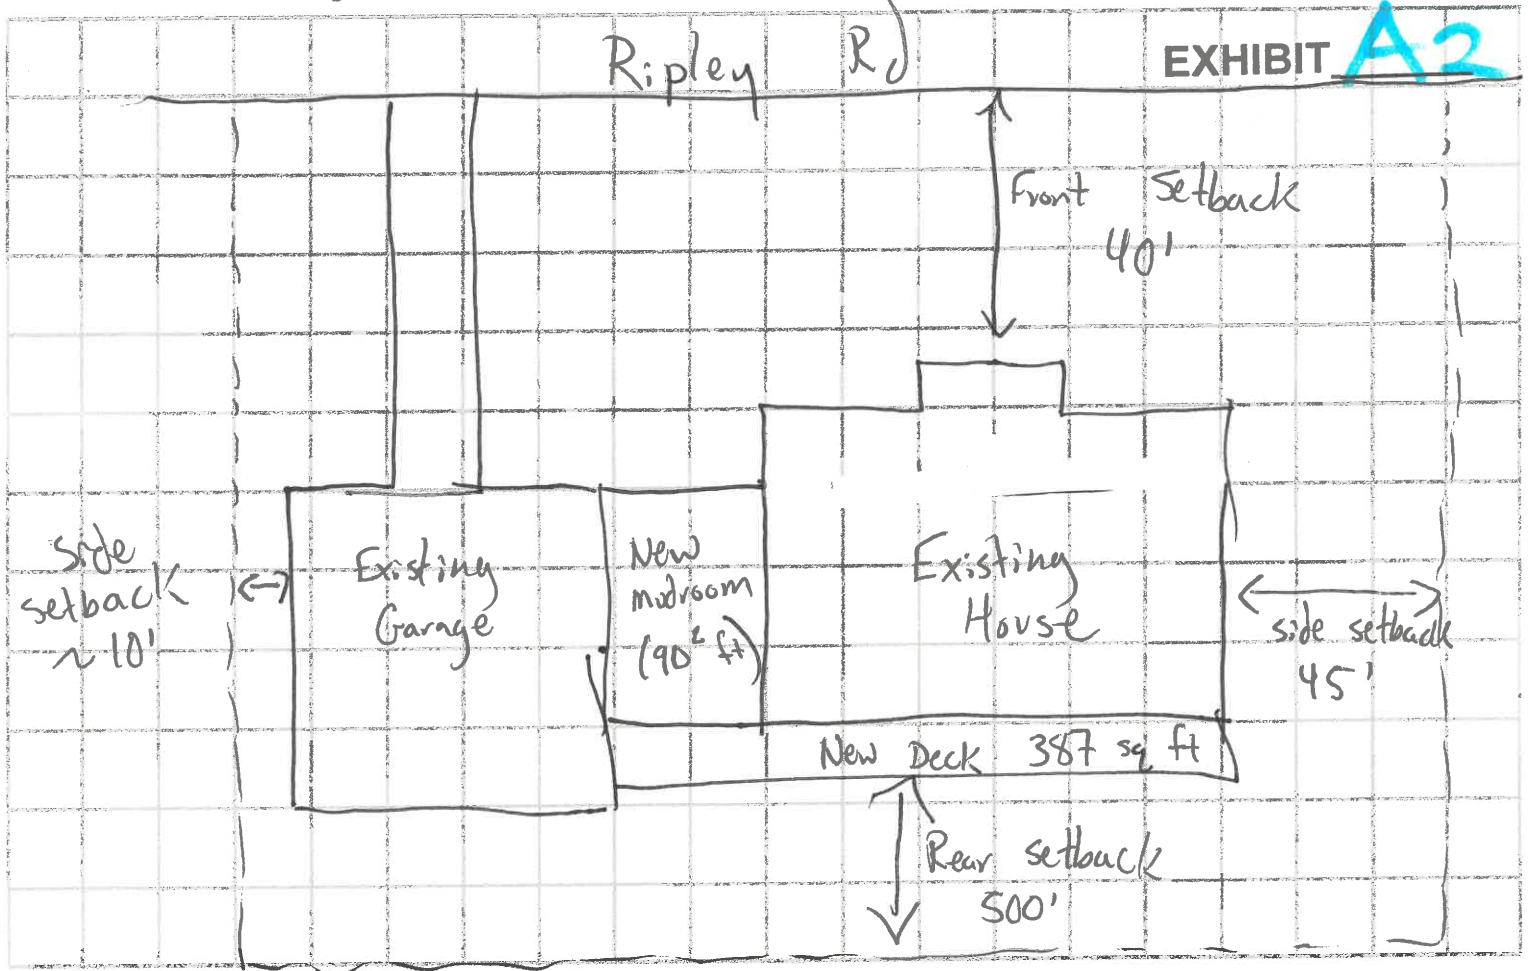 Ripley Rd
EXHIBIT A2
Front Setback
40'
Side
setback
~ 10'
Existing
Garage
New
mudroom
(90² ft)
Existing
House
side setback
45'
New Deck 387 sq ft
Rear setback
500'